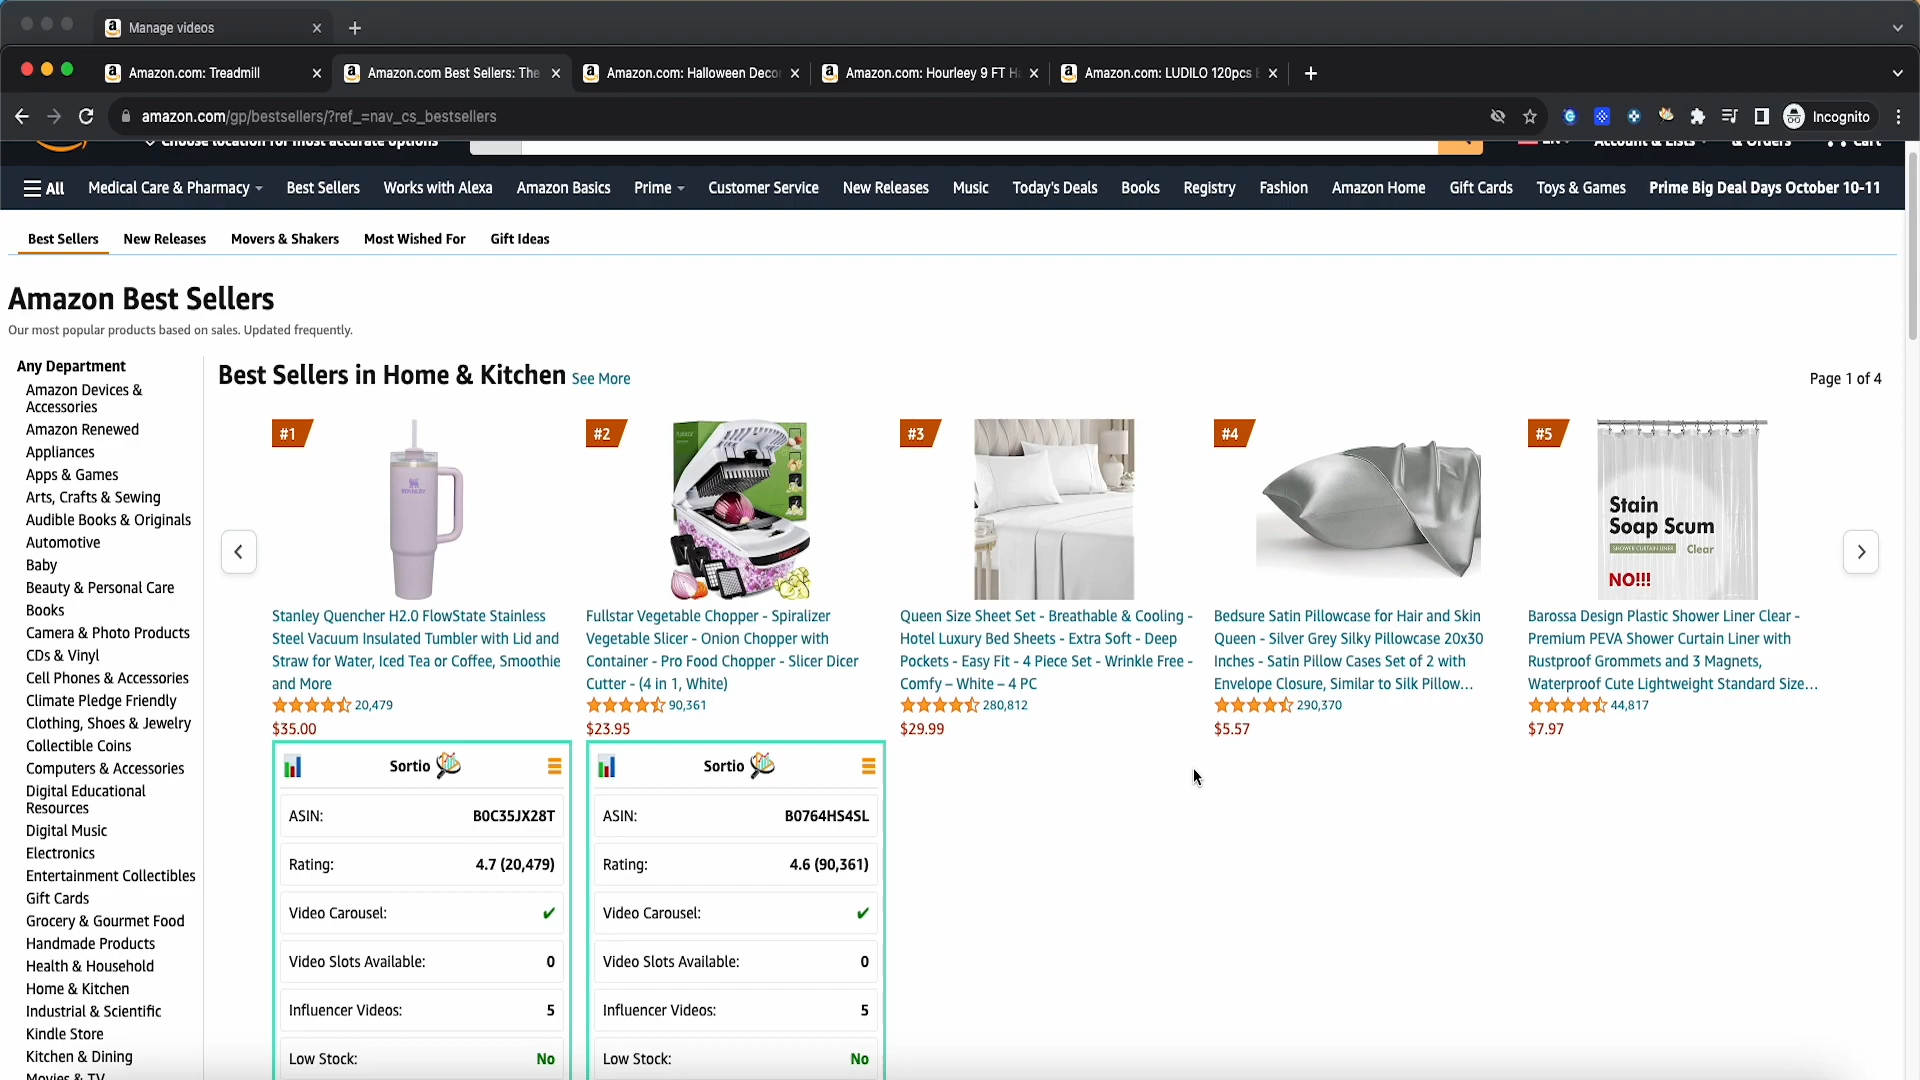 Manage videos
Amazon.com: Treadmill
Amazon.com Best Sellers: The
Amazon.com: Halloween Deco
Amazon.com: Hourleey 9 FT H
Amazon.com: LUDILO 120pcs
amazon.com/gp/bestsellers/?ref_=nav_cs_bestsellers
Incognito
Choose location for most accurate options
EN
Account & Lists
& Orders
Cart
All
Medical Care & Pharmacy
Best Sellers
Works with Alexa
Amazon Basics
Prime
Customer Service
New Releases
Music
Today's Deals
Books
Registry
Fashion
Amazon Home
Gift Cards
Toys & Games
Prime Big Deal Days October 10-11
Best Sellers
New Releases
Movers & Shakers
Most Wished For
Gift Ideas
Amazon Best Sellers
Our most popular products based on sales. Updated frequently.
Any Department
Amazon Devices &
Accessories
Amazon Renewed
Appliances
Apps & Games
Arts, Crafts & Sewing
Audible Books & Originals
Automotive
Baby
Beauty & Personal Care
Books
Camera & Photo Products
CDs & Vinyl
Cell Phones & Accessories
Climate Pledge Friendly
Clothing, Shoes & Jewelry
Collectible Coins
Computers & Accessories
Digital Educational
Resources
Digital Music
Electronics
Entertainment Collectibles
Gift Cards
Grocery & Gourmet Food
Handmade Products
Health & Household
Home & Kitchen
Industrial & Scientific
Kindle Store
Kitchen & Dining
Movies & TV
Best Sellers in Home & Kitchen See More
Page 1 of 4
#1
STANLEY
Stanley Quencher H2.0 FlowState Stainless
Steel Vacuum Insulated Tumbler with Lid and
Straw for Water, Iced Tea or Coffee, Smoothie
and More
20,479
$35.00
Sortio
ASIN: B0C35JX28T
Rating: 4.7 (20,479)
Video Carousel: ✔
Video Slots Available: 0
Influencer Videos: 5
Low Stock: No
#2
Fullstar Vegetable Chopper - Spiralizer
Vegetable Slicer - Onion Chopper with
Container - Pro Food Chopper - Slicer Dicer
Cutter - (4 in 1, White)
90,361
$23.95
Sortio
ASIN: B0764HS4SL
Rating: 4.6 (90,361)
Video Carousel: ✔
Video Slots Available: 0
Influencer Videos: 5
Low Stock: No
#3
Queen Size Sheet Set - Breathable & Cooling -
Hotel Luxury Bed Sheets - Extra Soft - Deep
Pockets - Easy Fit - 4 Piece Set - Wrinkle Free -
Comfy – White – 4 PC
280,812
$29.99
#4
Bedsure Satin Pillowcase for Hair and Skin
Queen - Silver Grey Silky Pillowcase 20x30
Inches - Satin Pillow Cases Set of 2 with
Envelope Closure, Similar to Silk Pillow...
290,370
$5.57
#5
Stain
Soap Scum
SHOWER CURTAIN LINER Clear
NO!!!
Barossa Design Plastic Shower Liner Clear -
Premium PEVA Shower Curtain Liner with
Rustproof Grommets and 3 Magnets,
Waterproof Cute Lightweight Standard Size...
44,817
$7.97